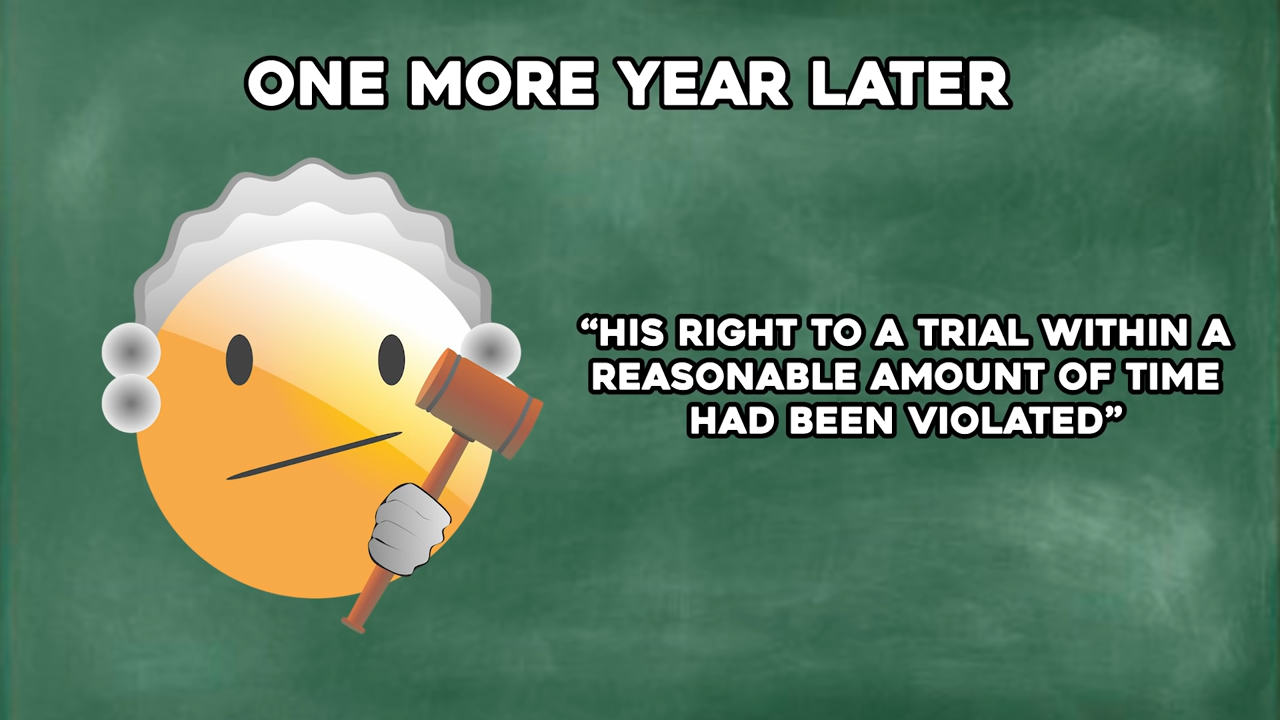 ONE MORE YEAR LATER
“HIS RIGHT TO A TRIAL WITHIN A
REASONABLE AMOUNT OF TIME
HAD BEEN VIOLATED”